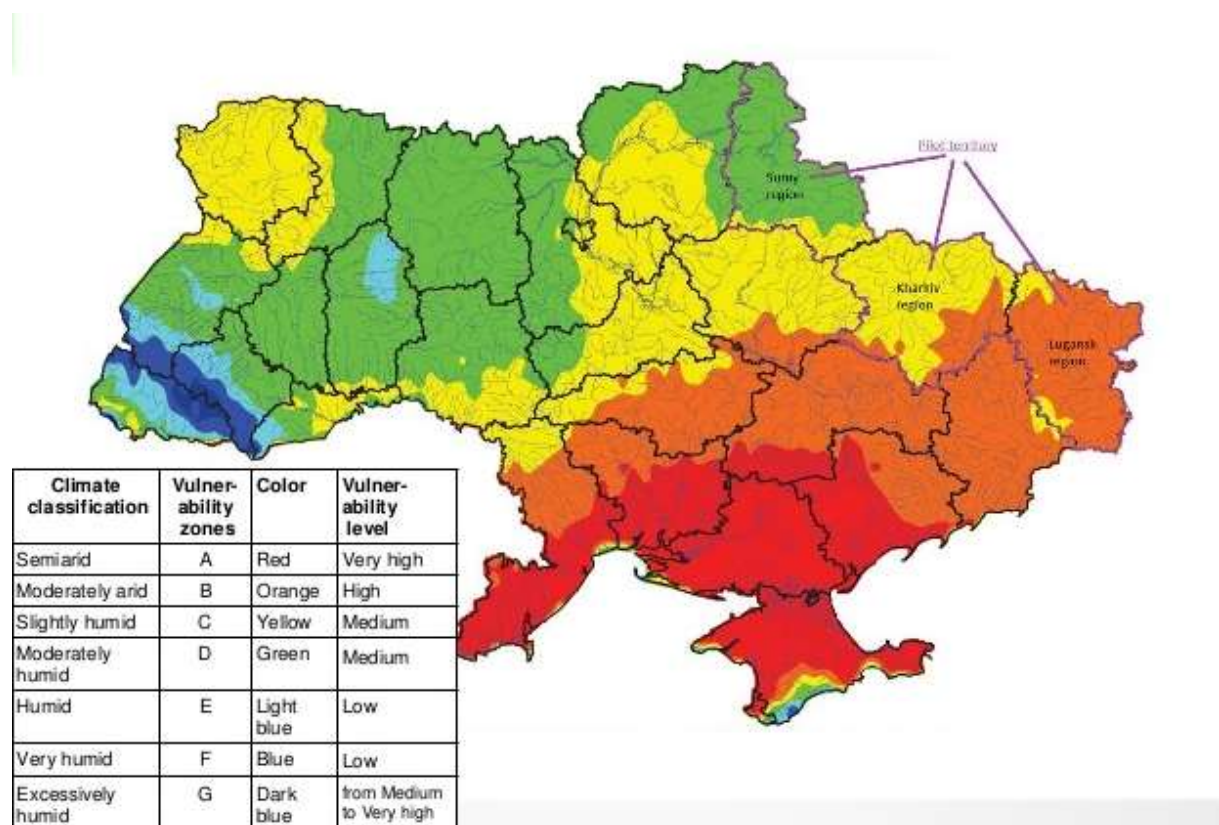 Pilot territory
Sumy
region
Kharkiv
region
Lugansk
region
Climate classification | Vulner-ability zones | Color | Vulner-ability level
Semiarid | A | Red | Very high
Moderately arid | B | Orange | High
Slightly humid | C | Yellow | Medium
Moderately humid | D | Green | Medium
Humid | E | Light blue | Low
Very humid | F | Blue | Low
Excessively humid | G | Dark blue | from Medium to Very high